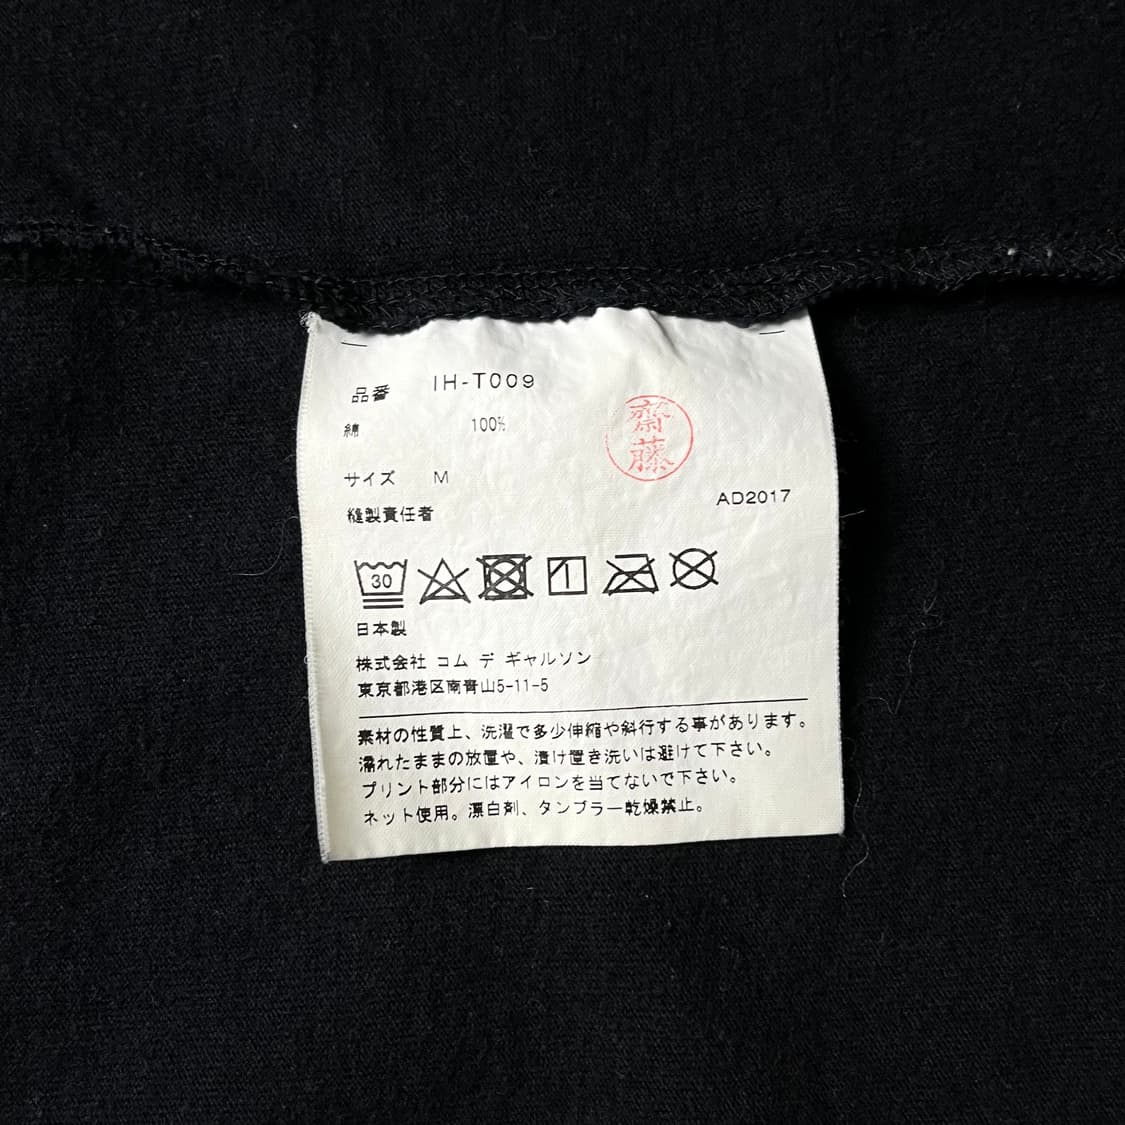 品番 IH-T009
綿 100%
齋藤
サイズ M
AD2017
縫製責任者
30
日本製
株式会社 コム デ ギャルソン
東京都港区南青山5-11-5
素材の性質上、洗濯で多少伸縮や斜行する事があります。
濡れたままの放置や、漬け置き洗いは避けて下さい。
プリント部分にはアイロンを当てないで下さい。
ネット使用。漂白剤、タンブラー乾燥禁止。